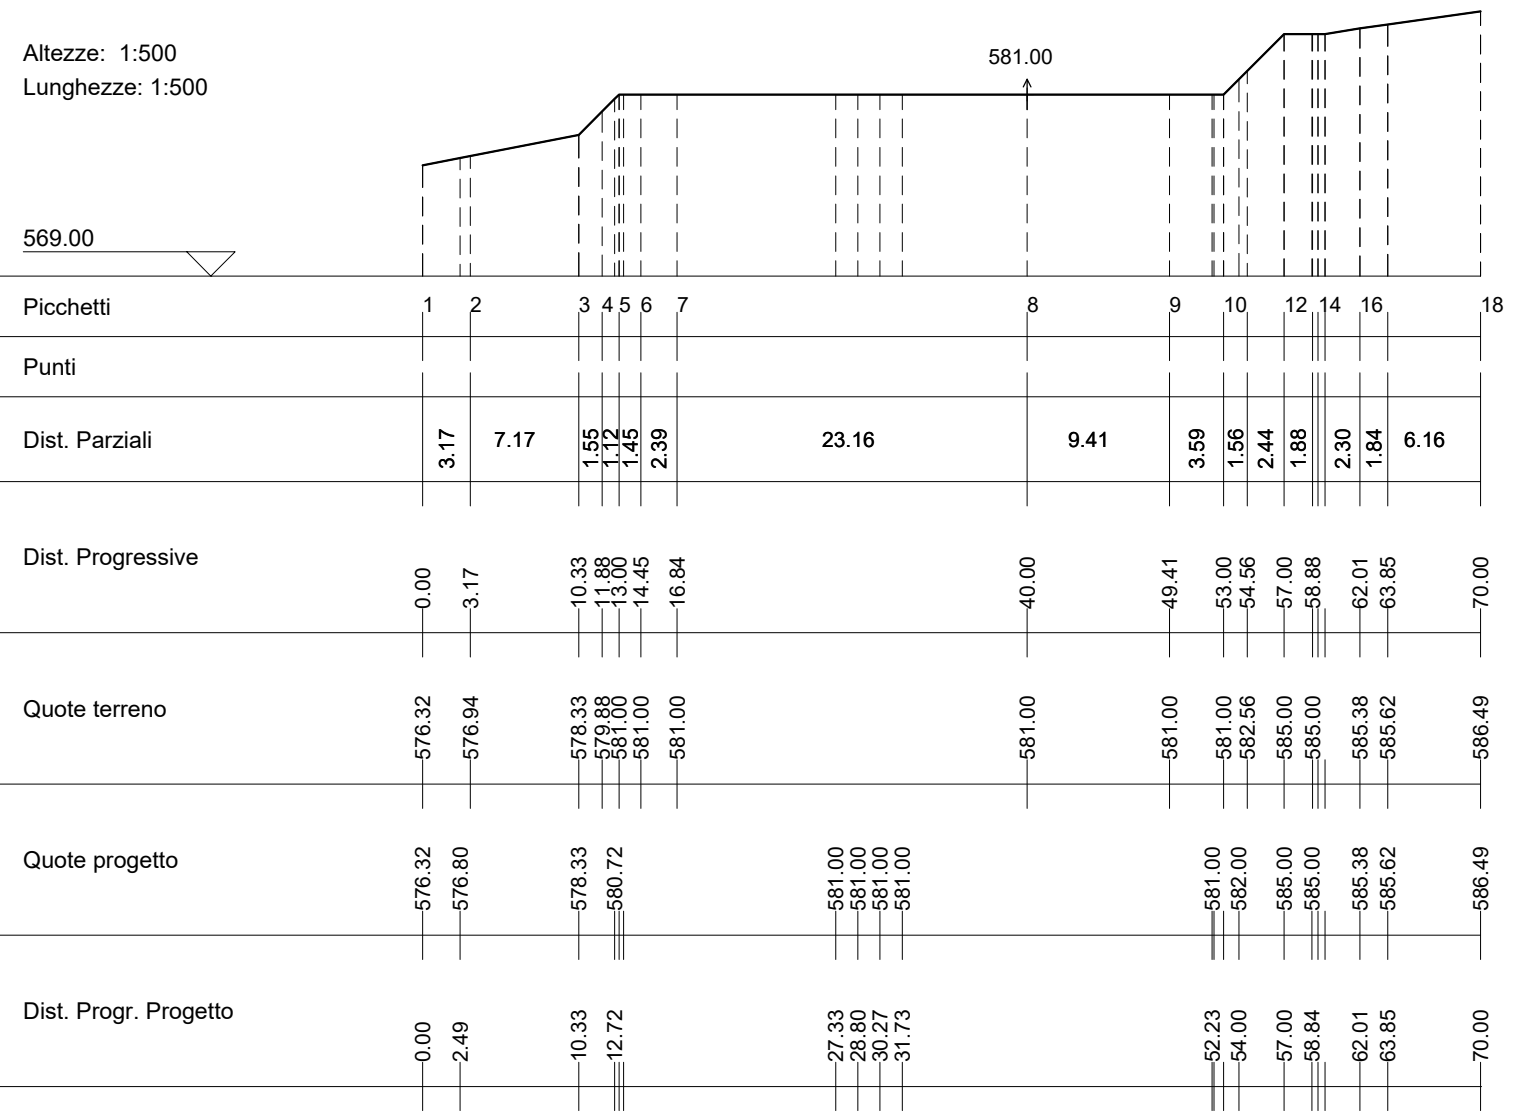 Altezze: 1:500
Lunghezze: 1:500
581.00
569.00
Picchetti 1 2 3 4 5 6 7 8 9 10 12 14 16 18
Punti
Dist. Parziali 3.17 7.17 1.55 1.12 1.45 2.39 23.16 9.41 3.59 1.56 2.44 1.88 2.30 1.84 6.16
Dist. Progressive 0.00 3.17 10.33 11.88 13.00 14.45 16.84 40.00 49.41 53.00 54.56 57.00 58.88 62.01 63.85 70.00
Quote terreno 576.32 576.94 578.33 579.88 581.00 581.00 581.00 581.00 581.00 581.00 582.56 585.00 585.00 585.38 585.62 586.49
Quote progetto 576.32 576.80 578.33 580.72 581.00 581.00 581.00 581.00 581.00 582.00 585.00 585.00 585.38 585.62 586.49
Dist. Progr. Progetto 0.00 2.49 10.33 12.72 27.33 28.80 30.27 31.73 52.23 54.00 57.00 58.84 62.01 63.85 70.00